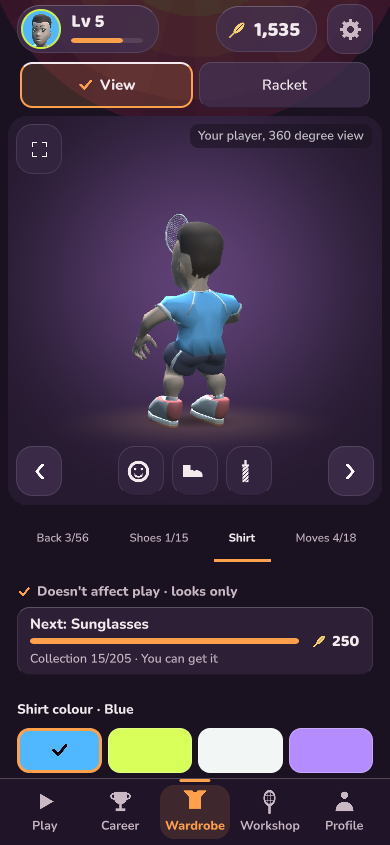 Lv 5
1,535
View
Racket
Your player, 360 degree view
Back 3/56
Shoes 1/15
Shirt
Moves 4/18
Doesn't affect play · looks only
Next: Sunglasses
250
Collection 15/205 · You can get it
Shirt colour · Blue
Play
Career
Wardrobe
Workshop
Profile